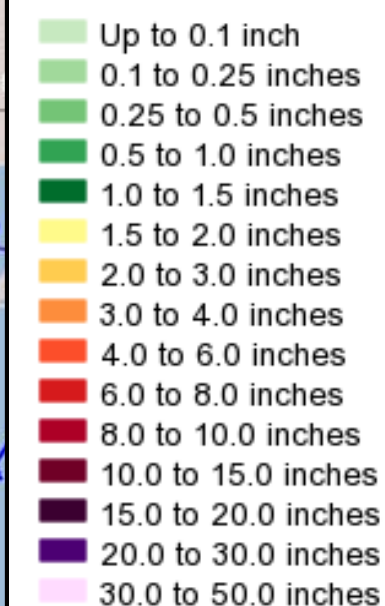 Up to 0.1 inch
0.1 to 0.25 inches
0.25 to 0.5 inches
0.5 to 1.0 inches
1.0 to 1.5 inches
1.5 to 2.0 inches
2.0 to 3.0 inches
3.0 to 4.0 inches
4.0 to 6.0 inches
6.0 to 8.0 inches
8.0 to 10.0 inches
10.0 to 15.0 inches
15.0 to 20.0 inches
20.0 to 30.0 inches
30.0 to 50.0 inches